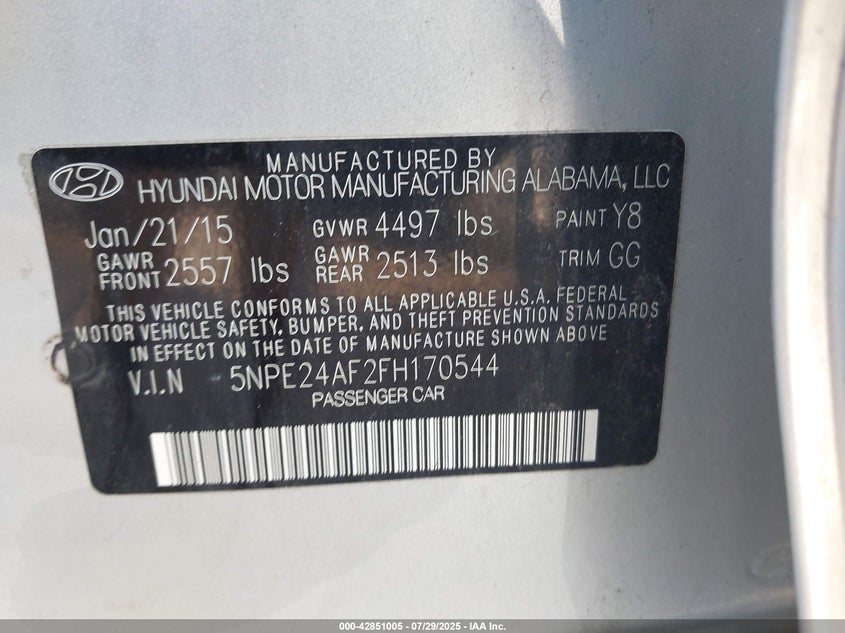 MANUFACTURED BY
HYUNDAI MOTOR MANUFACTURING ALABAMA, LLC
Jan/21/15 GVWR 4497 lbs PAINT Y8
GAWR FRONT 2557 lbs GAWR REAR 2513 lbs TRIM GG
THIS VEHICLE CONFORMS TO ALL APPLICABLE U.S.A. FEDERAL
MOTOR VEHICLE SAFETY, BUMPER, AND THEFT PREVENTION STANDARDS
IN EFFECT ON THE DATE OF MANUFACTURE SHOWN ABOVE
V.I.N 5NPE24AF2FH170544
PASSENGER CAR
000-42851005 - 07/29/2025 - IAA Inc.